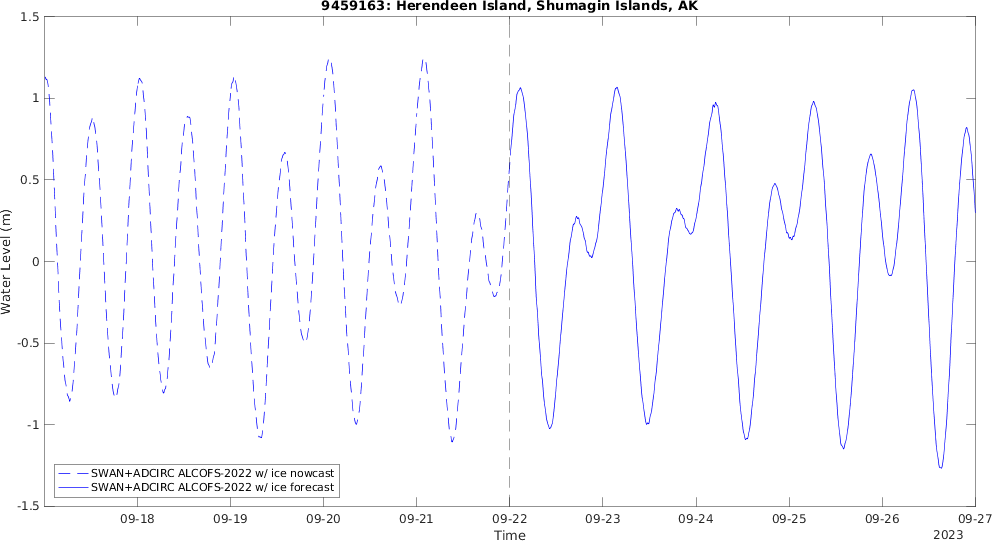 9459163: Herendeen Island, Shumagin Islands, AK
1.5
1
0.5
0
-0.5
-1
-1.5
Water Level (m)
SWAN+ADCIRC ALCOFS-2022 w/ ice nowcast
SWAN+ADCIRC ALCOFS-2022 w/ ice forecast
09-18 09-19 09-20 09-21 09-22 09-23 09-24 09-25 09-26 09-27
Time
2023